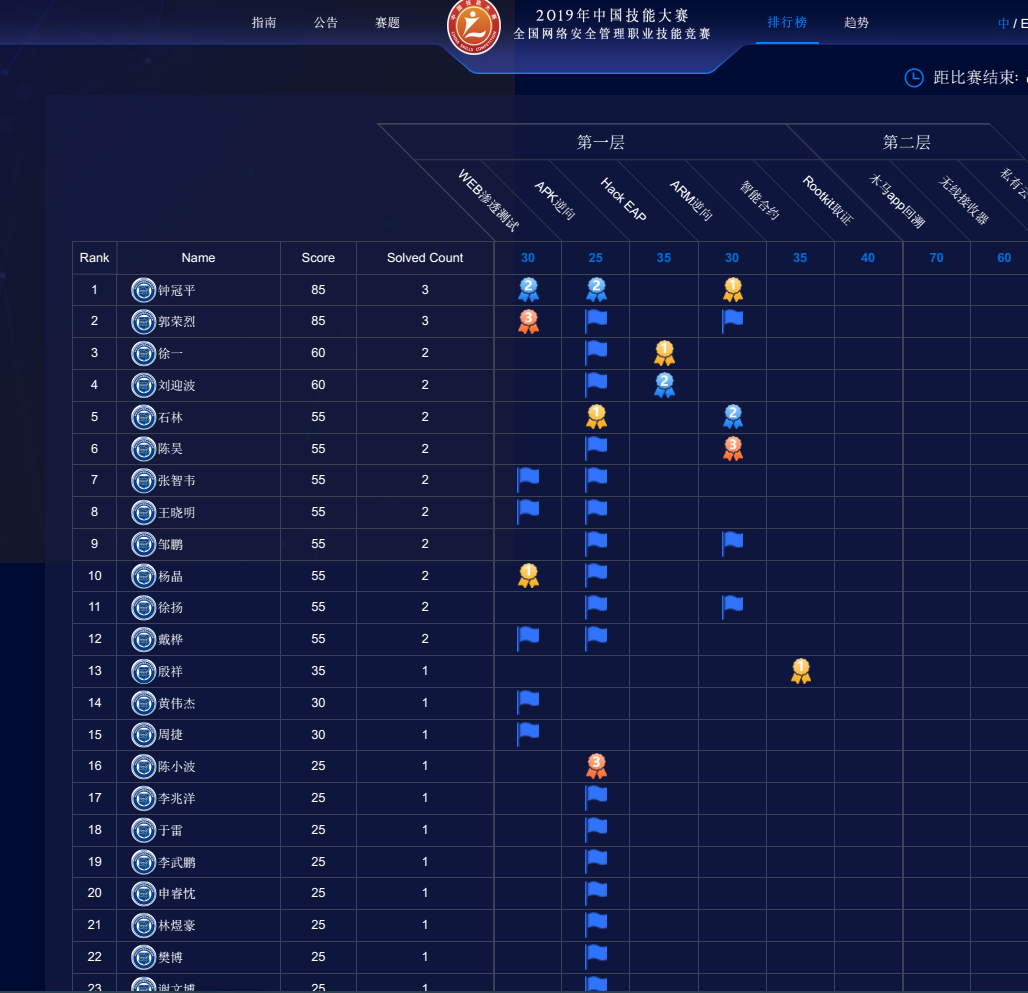 指南 公告 赛题 2019年中国技能大赛 排行榜 趋势 中 / E
全国网络安全管理职业技能竞赛
距比赛结束:
第一层 第二层
WEB渗透测试 APK逆向 Hack EAP ARM逆向 智能合约 Rootkit取证 木马app回溯 无线接收器 私有云
Rank Name Score Solved Count 30 25 35 30 35 40 70 60
1 钟冠平 85 3 2 2 1
2 郭荣烈 85 3 3
3 徐一 60 2 1
4 刘迎波 60 2 2
5 石林 55 2 1 2
6 陈昊 55 2 3
7 张智韦 55 2
8 王晓明 55 2
9 邹鹏 55 2
10 杨晶 55 2 1
11 徐扬 55 2
12 戴桦 55 2
13 殷祥 35 1 1
14 黄伟杰 30 1
15 周捷 30 1
16 陈小波 25 1 3
17 李兆洋 25 1
18 于雷 25 1
19 李武鹏 25 1
20 申睿忱 25 1
21 林煜豪 25 1
22 樊博 25 1
23 谢文博 25 1